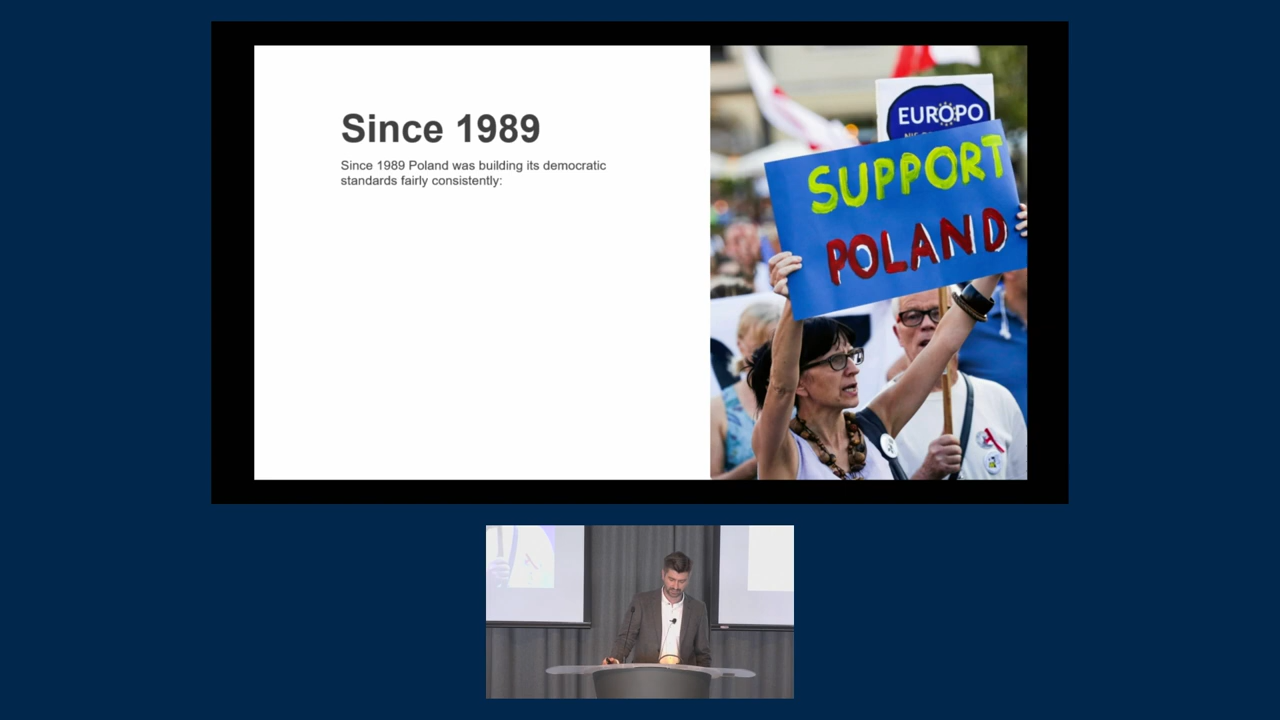 Since 1989
Since 1989 Poland was building its democratic
standards fairly consistently:
EUROPO
SUPPORT
POLAND